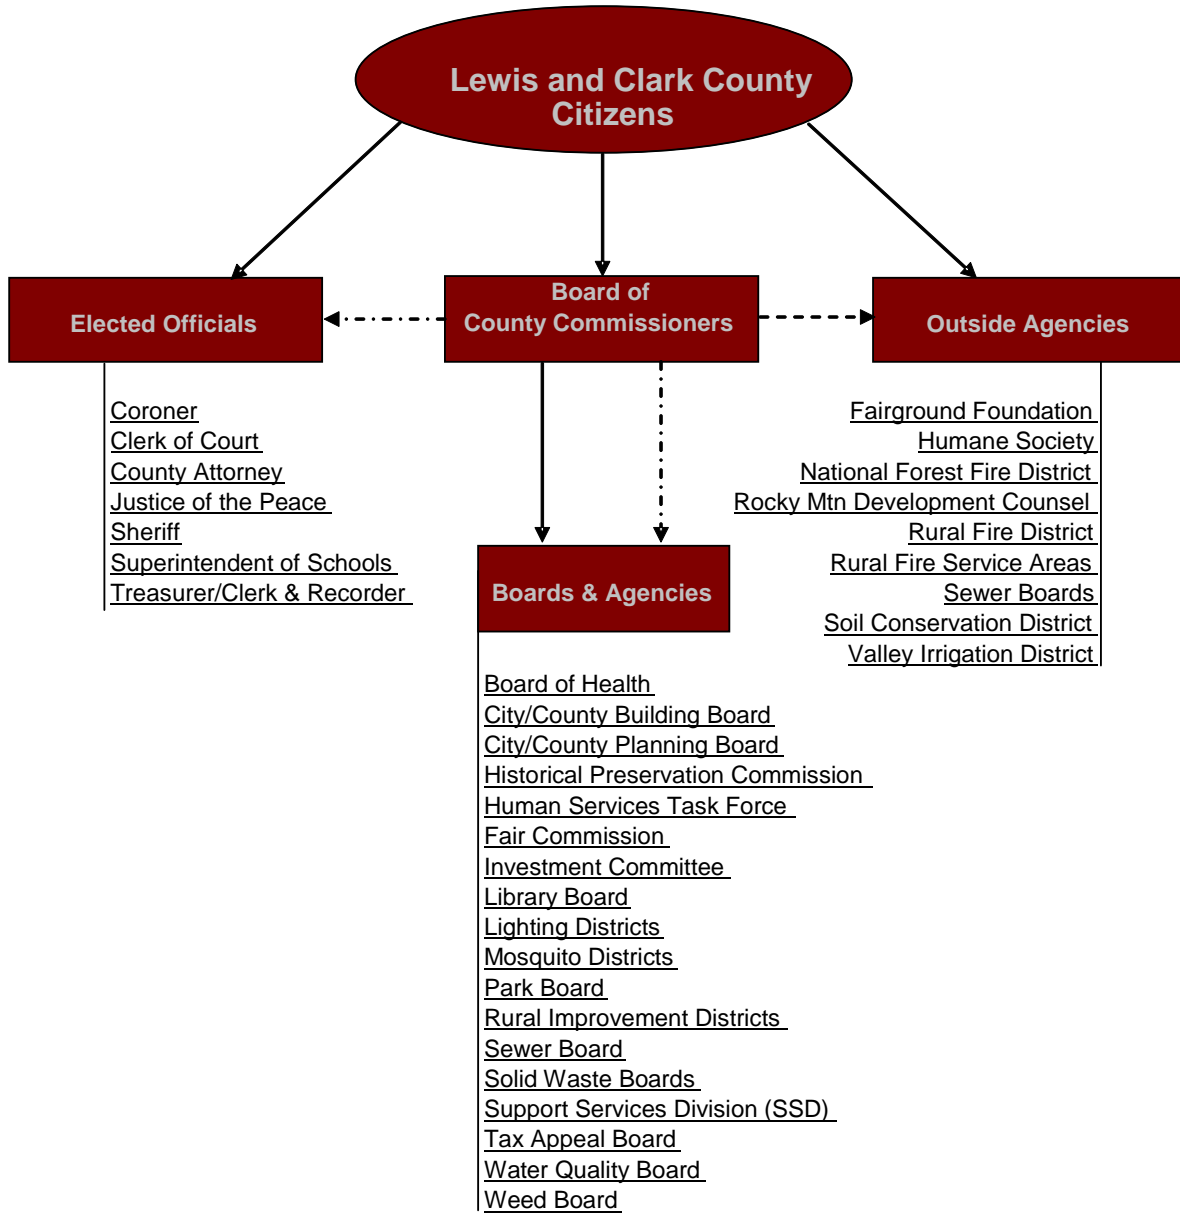 Lewis and Clark County
Citizens
Elected Officials
Board of
County Commissioners
Outside Agencies
Coroner
Clerk of Court
County Attorney
Justice of the Peace
Sheriff
Superintendent of Schools
Treasurer/Clerk & Recorder
Fairground Foundation
Humane Society
National Forest Fire District
Rocky Mtn Development Counsel
Rural Fire District
Rural Fire Service Areas
Sewer Boards
Soil Conservation District
Valley Irrigation District
Boards & Agencies
Board of Health
City/County Building Board
City/County Planning Board
Historical Preservation Commission
Human Services Task Force
Fair Commission
Investment Committee
Library Board
Lighting Districts
Mosquito Districts
Park Board
Rural Improvement Districts
Sewer Board
Solid Waste Boards
Support Services Division (SSD)
Tax Appeal Board
Water Quality Board
Weed Board